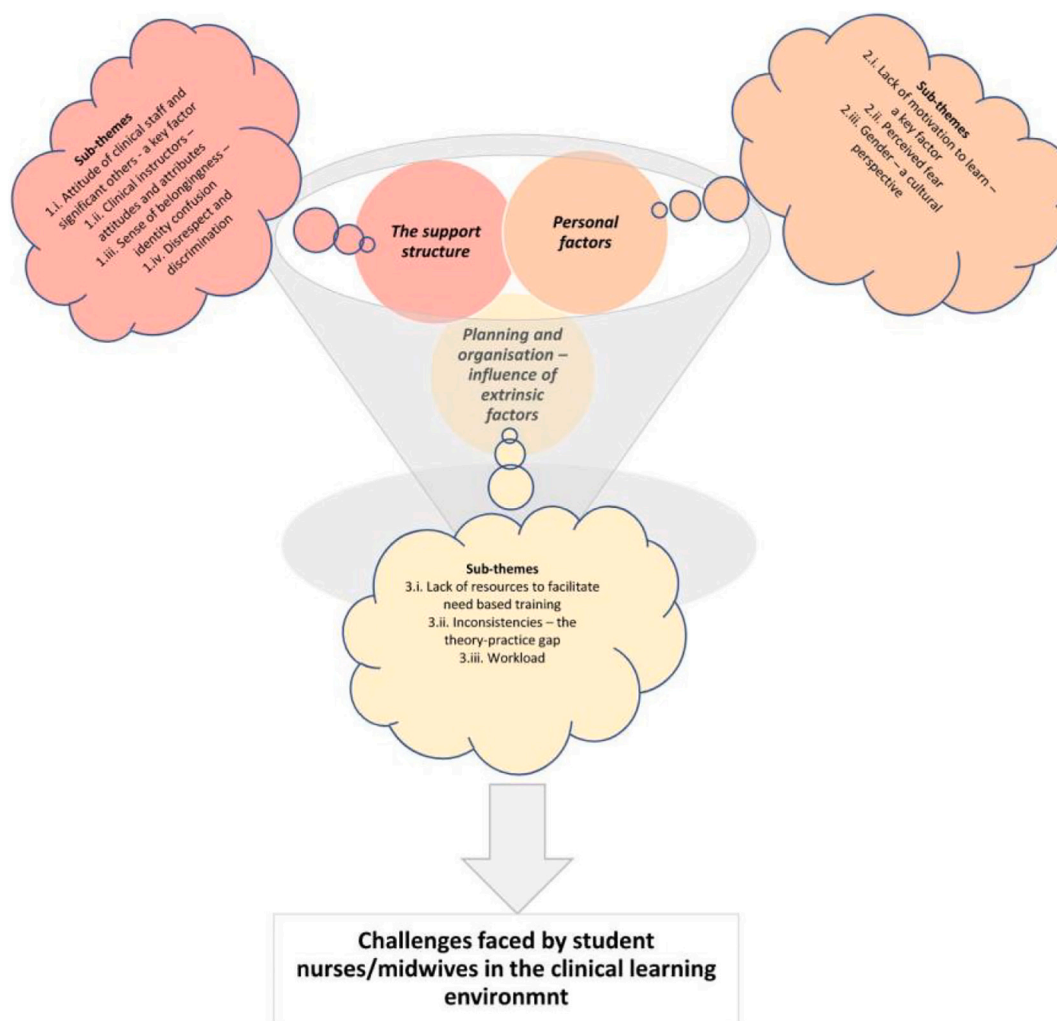 Sub-themes
1.i. Attitude of clinical staff and
significant others - a key factor
1.ii. Clinical instructors –
attitudes and attributes
1.iii. Sense of belongingness –
identity confusion
1.iv. Disrespect and
discrimination
The support
structure
Personal
factors
Sub-themes
2.i. Lack of motivation to learn –
a key factor
2.ii. Perceived fear
2.iii. Gender – a cultural
perspective
Planning and
organisation –
influence of
extrinsic
factors
Sub-themes
3.i. Lack of resources to facilitate
need based training
3.ii. Inconsistencies – the
theory-practice gap
3.iii. Workload
Challenges faced by student
nurses/midwives in the clinical learning
environmnt